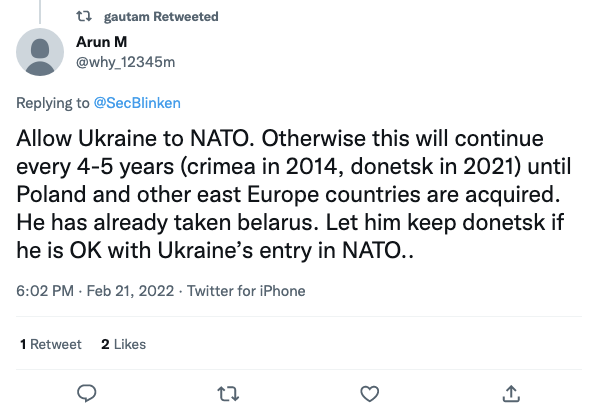 gautam Retweeted
Arun M
@why_12345m
Replying to @SecBlinken
Allow Ukraine to NATO. Otherwise this will continue
every 4-5 years (crimea in 2014, donetsk in 2021) until
Poland and other east Europe countries are acquired.
He has already taken belarus. Let him keep donetsk if
he is OK with Ukraine’s entry in NATO..
6:02 PM · Feb 21, 2022 · Twitter for iPhone
1 Retweet 2 Likes